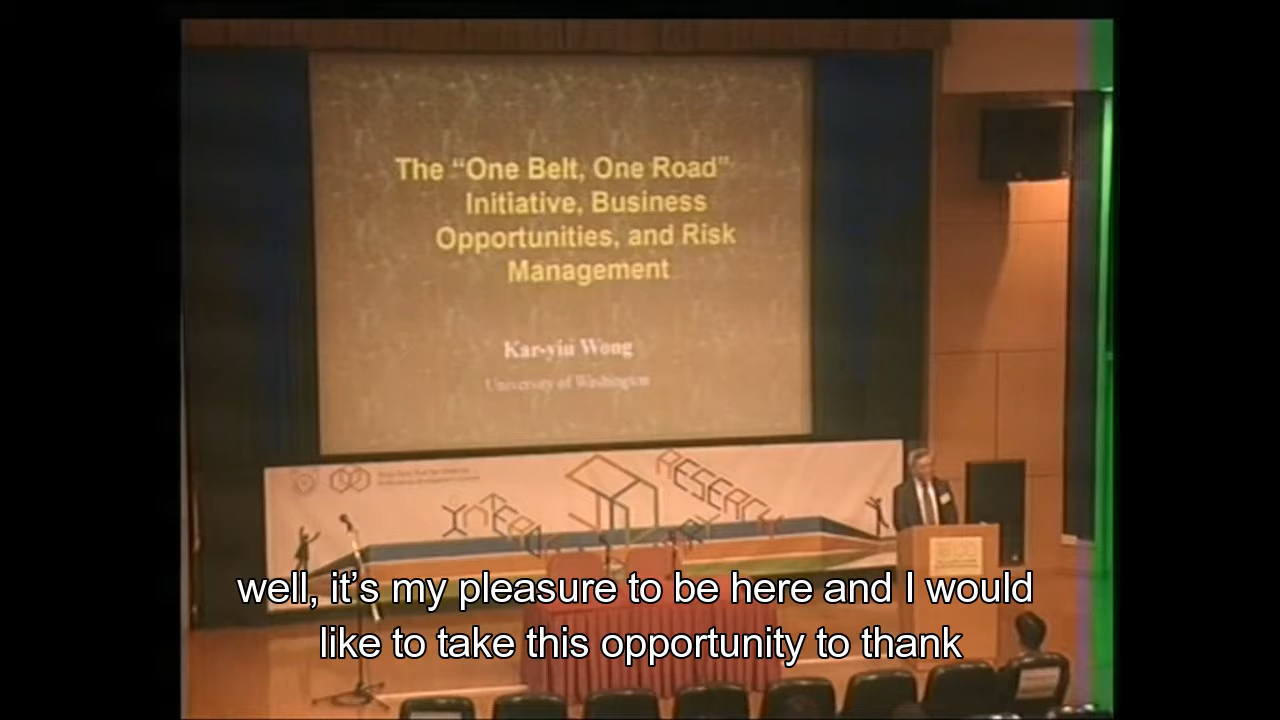 The “One Belt, One Road”
Initiative, Business
Opportunities, and Risk
Management
Kar-yiu Wong
University of Washington
RESEARCH
well, it’s my pleasure to be here and I would
like to take this opportunity to thank